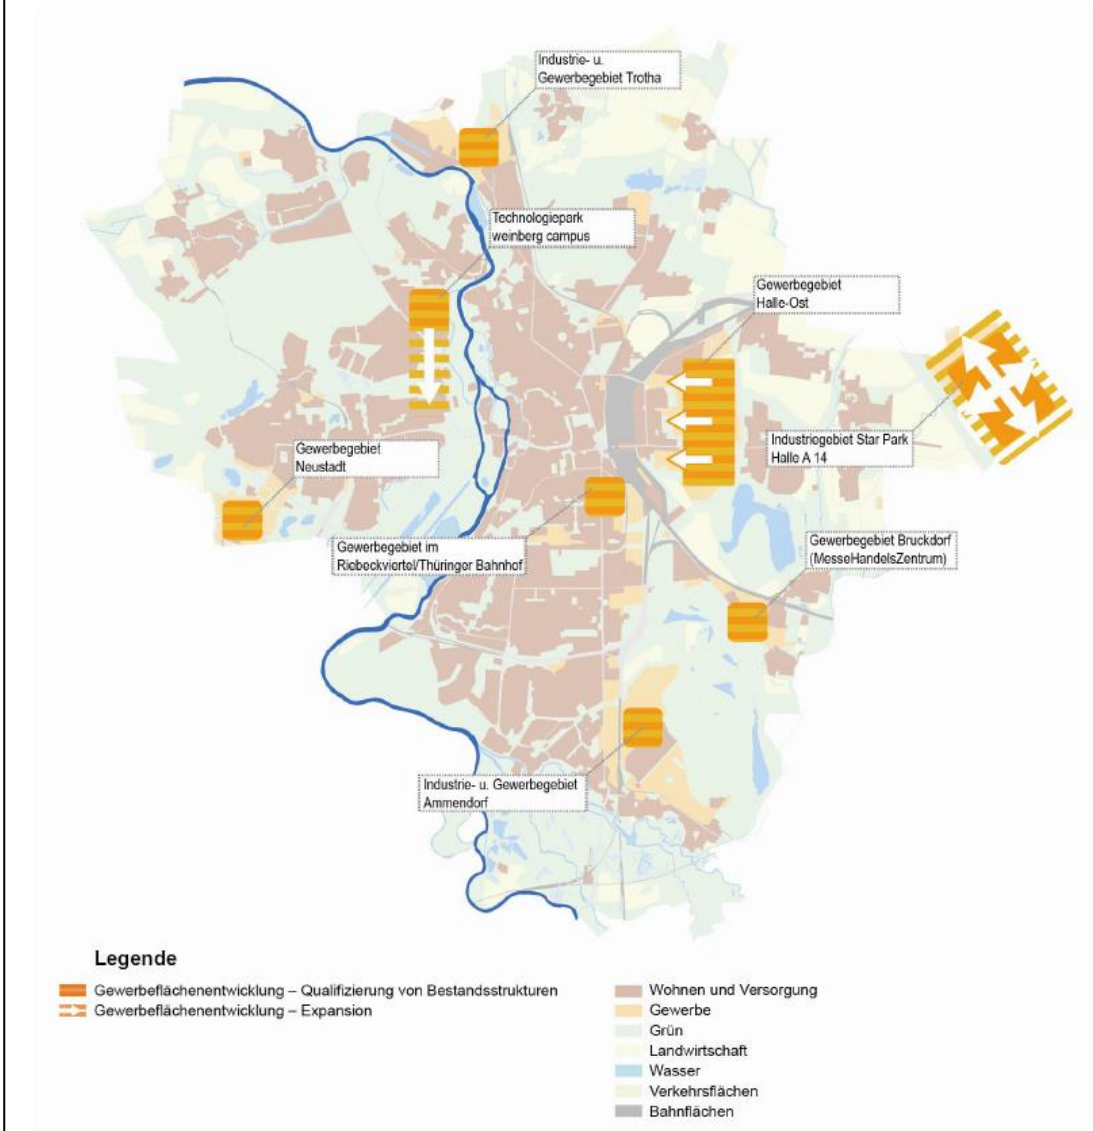 Industrie- u.
Gewerbegebiet Trotha
Technologiepark
weinberg campus
Gewerbegebiet
Halle-Ost
Industriegebiet Star Park
Halle A 14
Gewerbegebiet
Neustadt
Gewerbegebiet im
Riebeckviertel/Thüringer Bahnhof
Gewerbegebiet Bruckdorf
(MesseHandelsZentrum)
Industrie- u. Gewerbegebiet
Ammendorf
Legende
Gewerbeflächenentwicklung – Qualifizierung von Bestandsstrukturen
Gewerbeflächenentwicklung – Expansion
Wohnen und Versorgung
Gewerbe
Grün
Landwirtschaft
Wasser
Verkehrsflächen
Bahnflächen